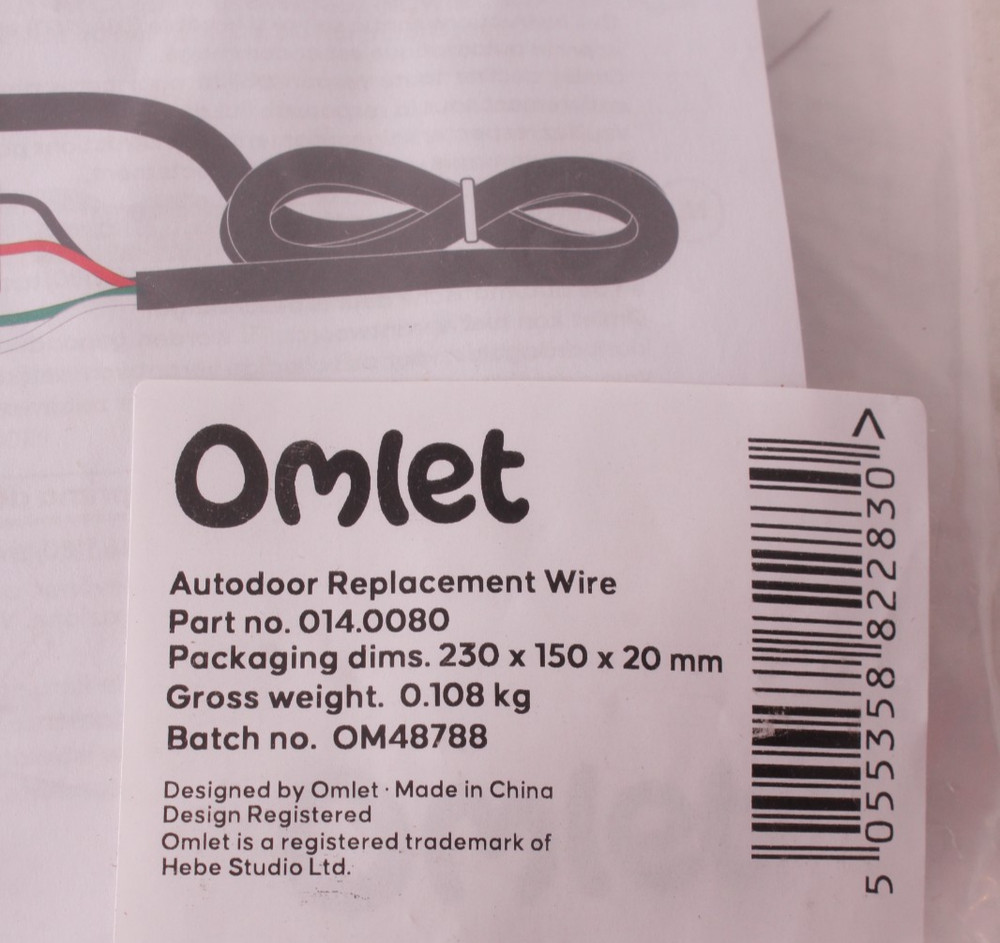 Omlet
Autodoor Replacement Wire
Part no. 014.0080
Packaging dims. 230 x 150 x 20 mm
Gross weight. 0.108 kg
Batch no. OM48788
Designed by Omlet · Made in China
Design Registered
Omlet is a registered trademark of
Hebe Studio Ltd.
5 055358 822830 >